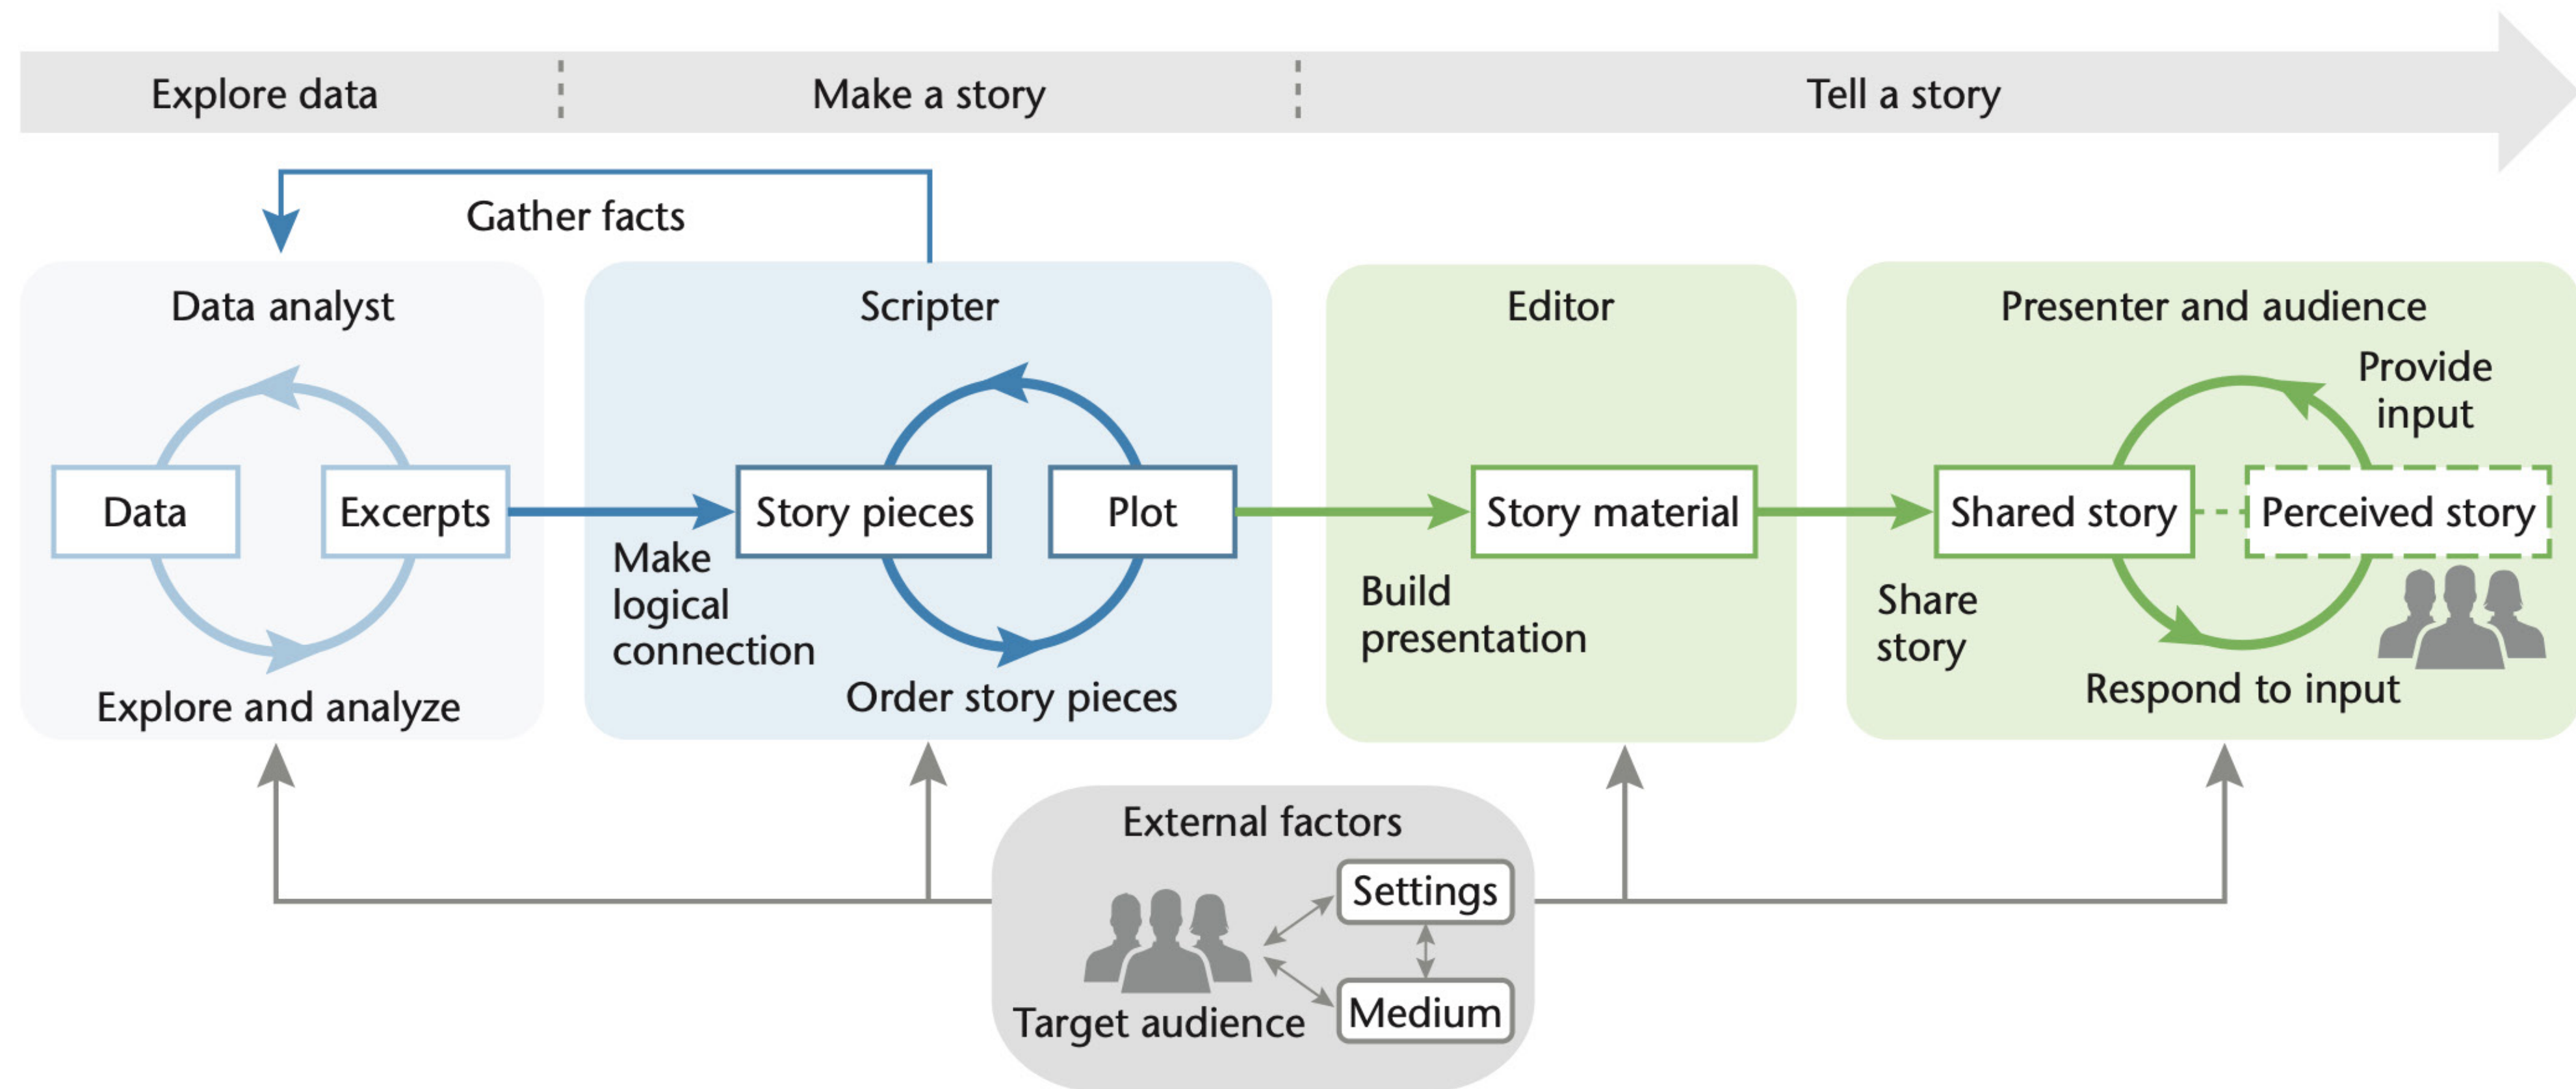 Explore data
Make a story
Tell a story
Gather facts
Data analyst
Data
Excerpts
Explore and analyze
Scripter
Story pieces
Plot
Make
logical
connection
Order story pieces
Editor
Story material
Build
presentation
Presenter and audience
Provide
input
Shared story
Perceived story
Share
story
Respond to input
External factors
Settings
Medium
Target audience